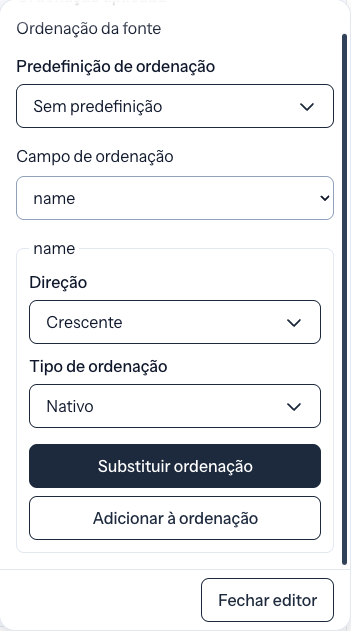 Ordenação da fonte
Predefinição de ordenação
Sem predefinição
Campo de ordenação
name
name
Direção
Crescente
Tipo de ordenação
Nativo
Substituir ordenação
Adicionar à ordenação
Fechar editor